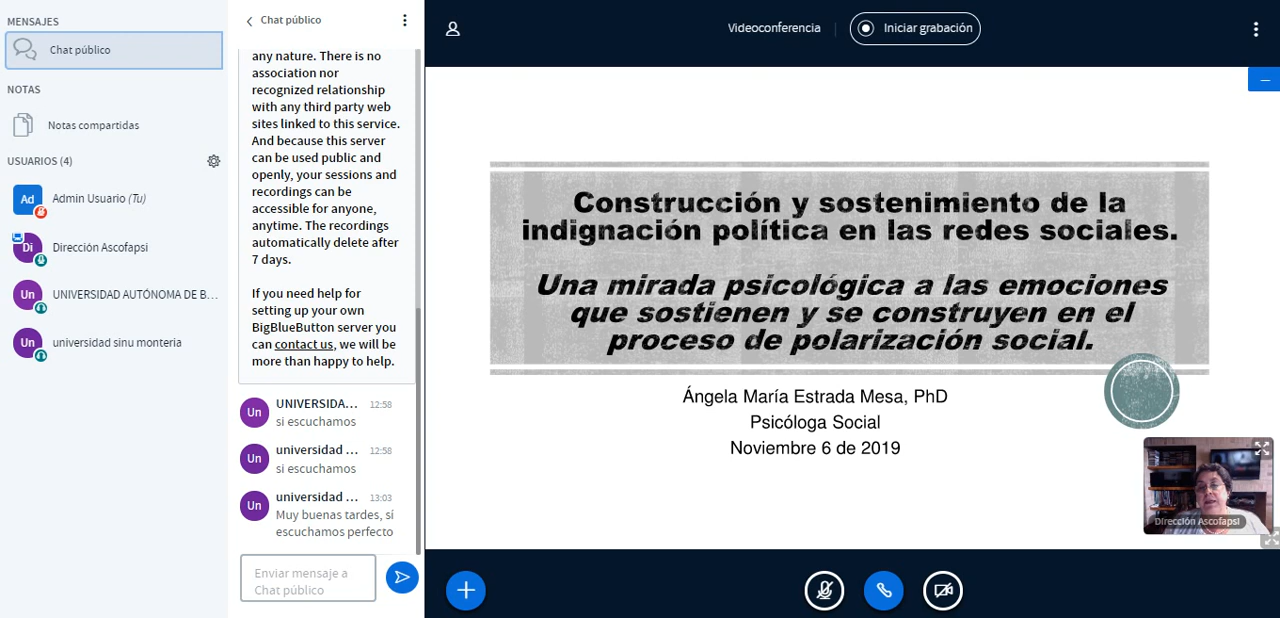 MENSAJES
Chat público
NOTAS
Notas compartidas
USUARIOS (4)
Ad
Admin Usuario (Tu)
Di
Dirección Ascofapsi
Un
UNIVERSIDAD AUTÓNOMA DE B...
Un
universidad sinu monteria
Chat público
any nature. There is no
association nor
recognized relationship
with any third party web
sites linked to this service.
And because this server
can be used public and
openly, your sessions and
recordings can be
accessible for anyone,
anytime. The recordings
automatically delete after
7 days.
If you need help for
setting up your own
BigBlueButton server you
can contact us, we will be
more than happy to help.
Un
UNIVERSIDA... 12:58
si escuchamos
Un
universidad ... 12:58
si escuchamos
Un
universidad ... 13:03
Muy buenas tardes, sí
escuchamos perfecto
Enviar mensaje a
Chat público
Videoconferencia
Iniciar grabación
Construcción y sostenimiento de la
indignación política en las redes sociales.
Una mirada psicológica a las emociones
que sostienen y se construyen en el
proceso de polarización social.
Ángela María Estrada Mesa, PhD
Psicóloga Social
Noviembre 6 de 2019
Dirección Ascofapsi